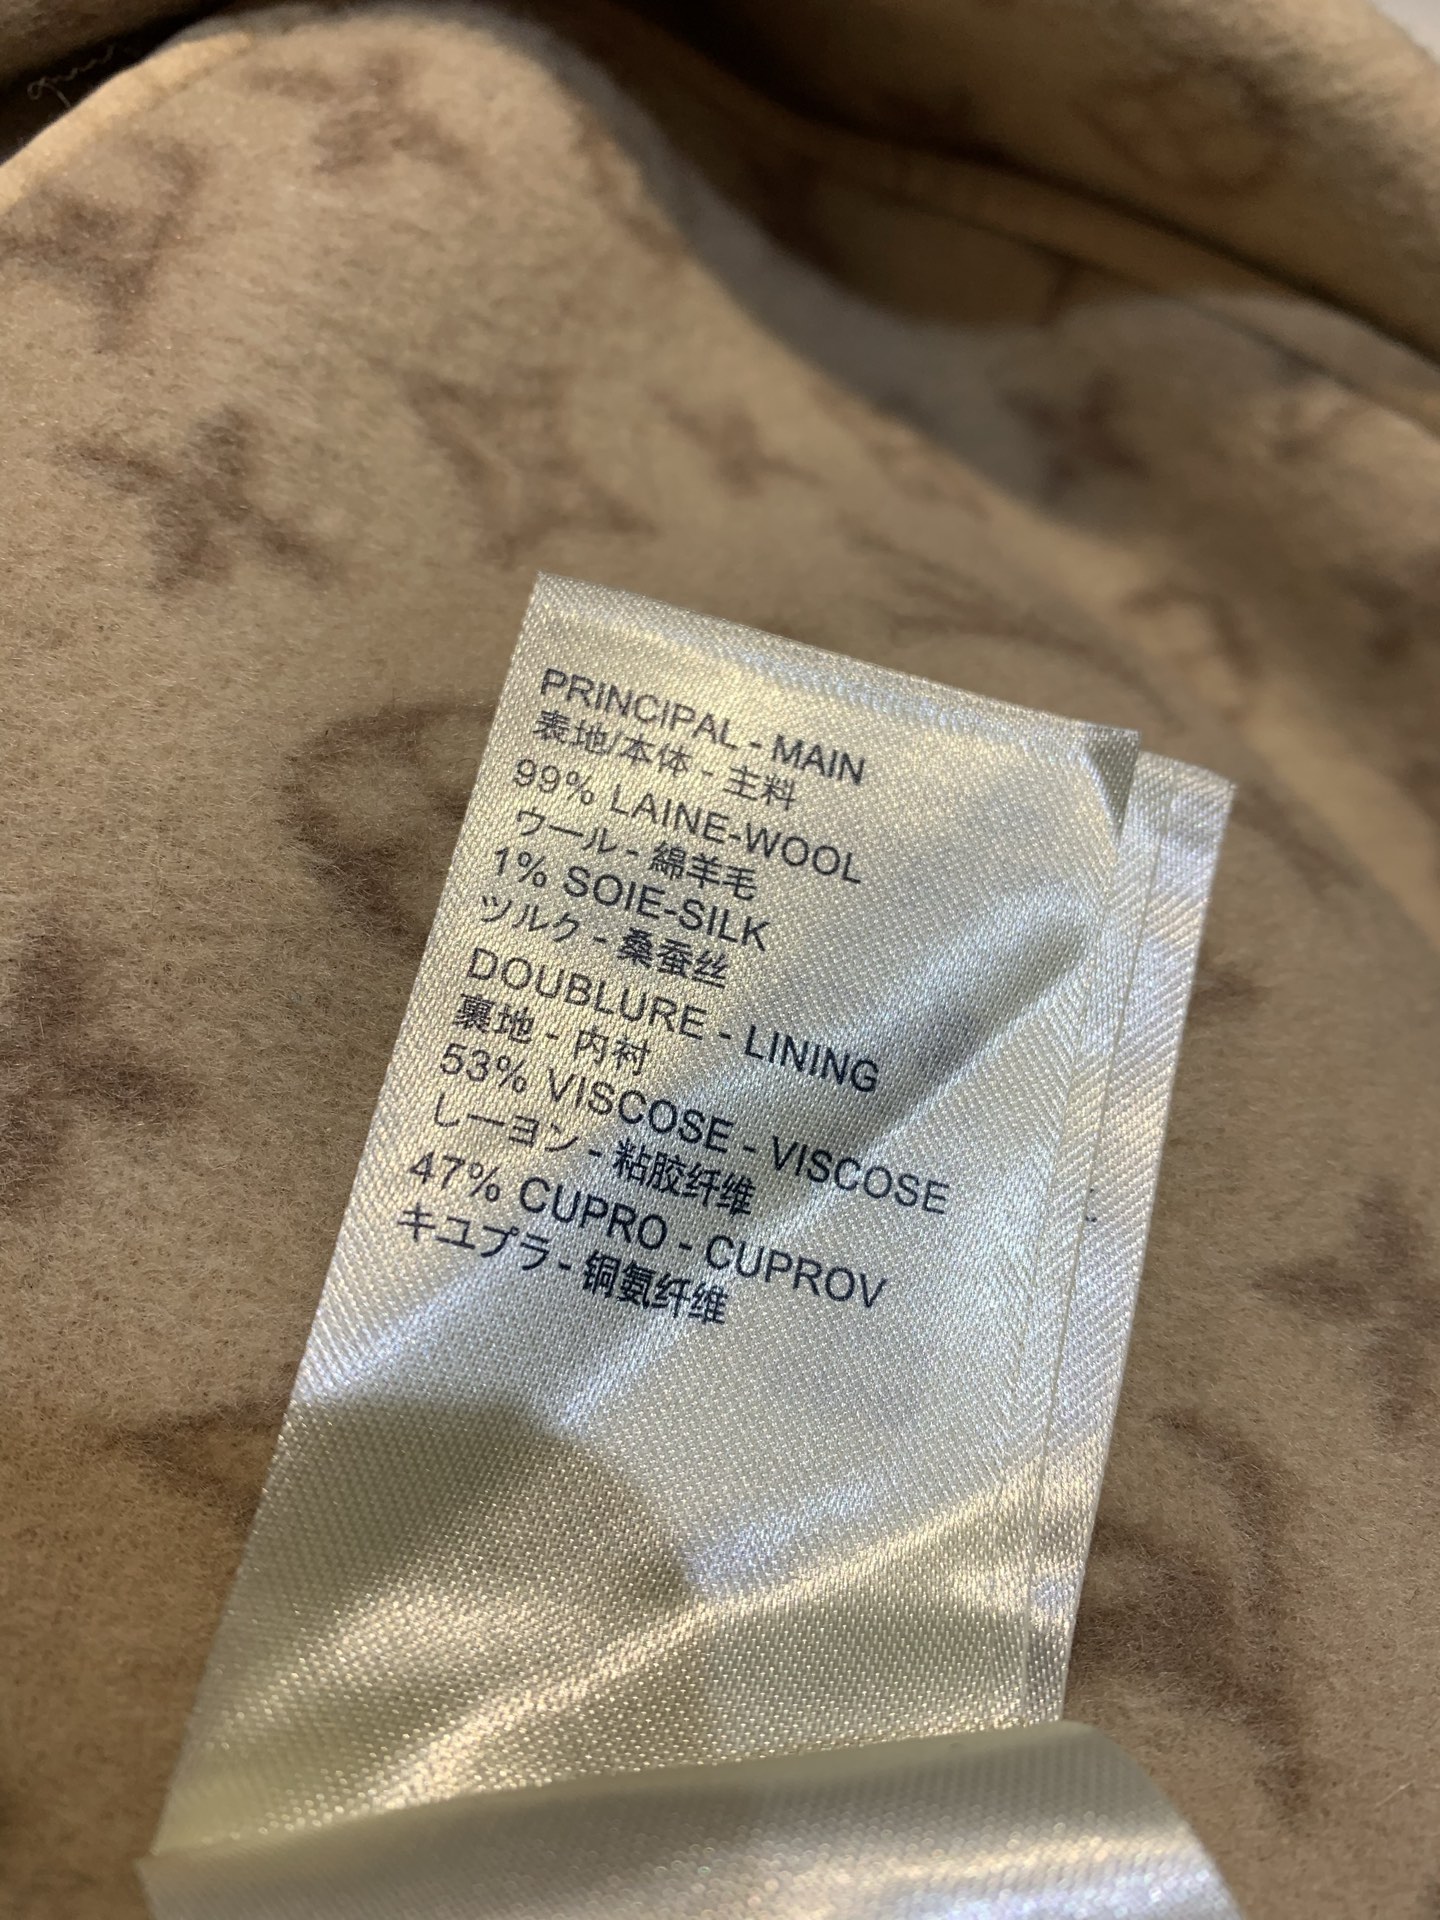 PRINCIPAL - MAIN
表地/本体 - 主料
99% LAINE-WOOL
ウール - 綿羊毛
1% SOIE-SILK
ツルク - 桑蚕丝
DOUBLURE - LINING
裏地 - 内衬
53% VISCOSE - VISCOSE
レーヨン - 粘胶纤维
47% CUPRO - CUPROV
キユプラ - 铜氨纤维